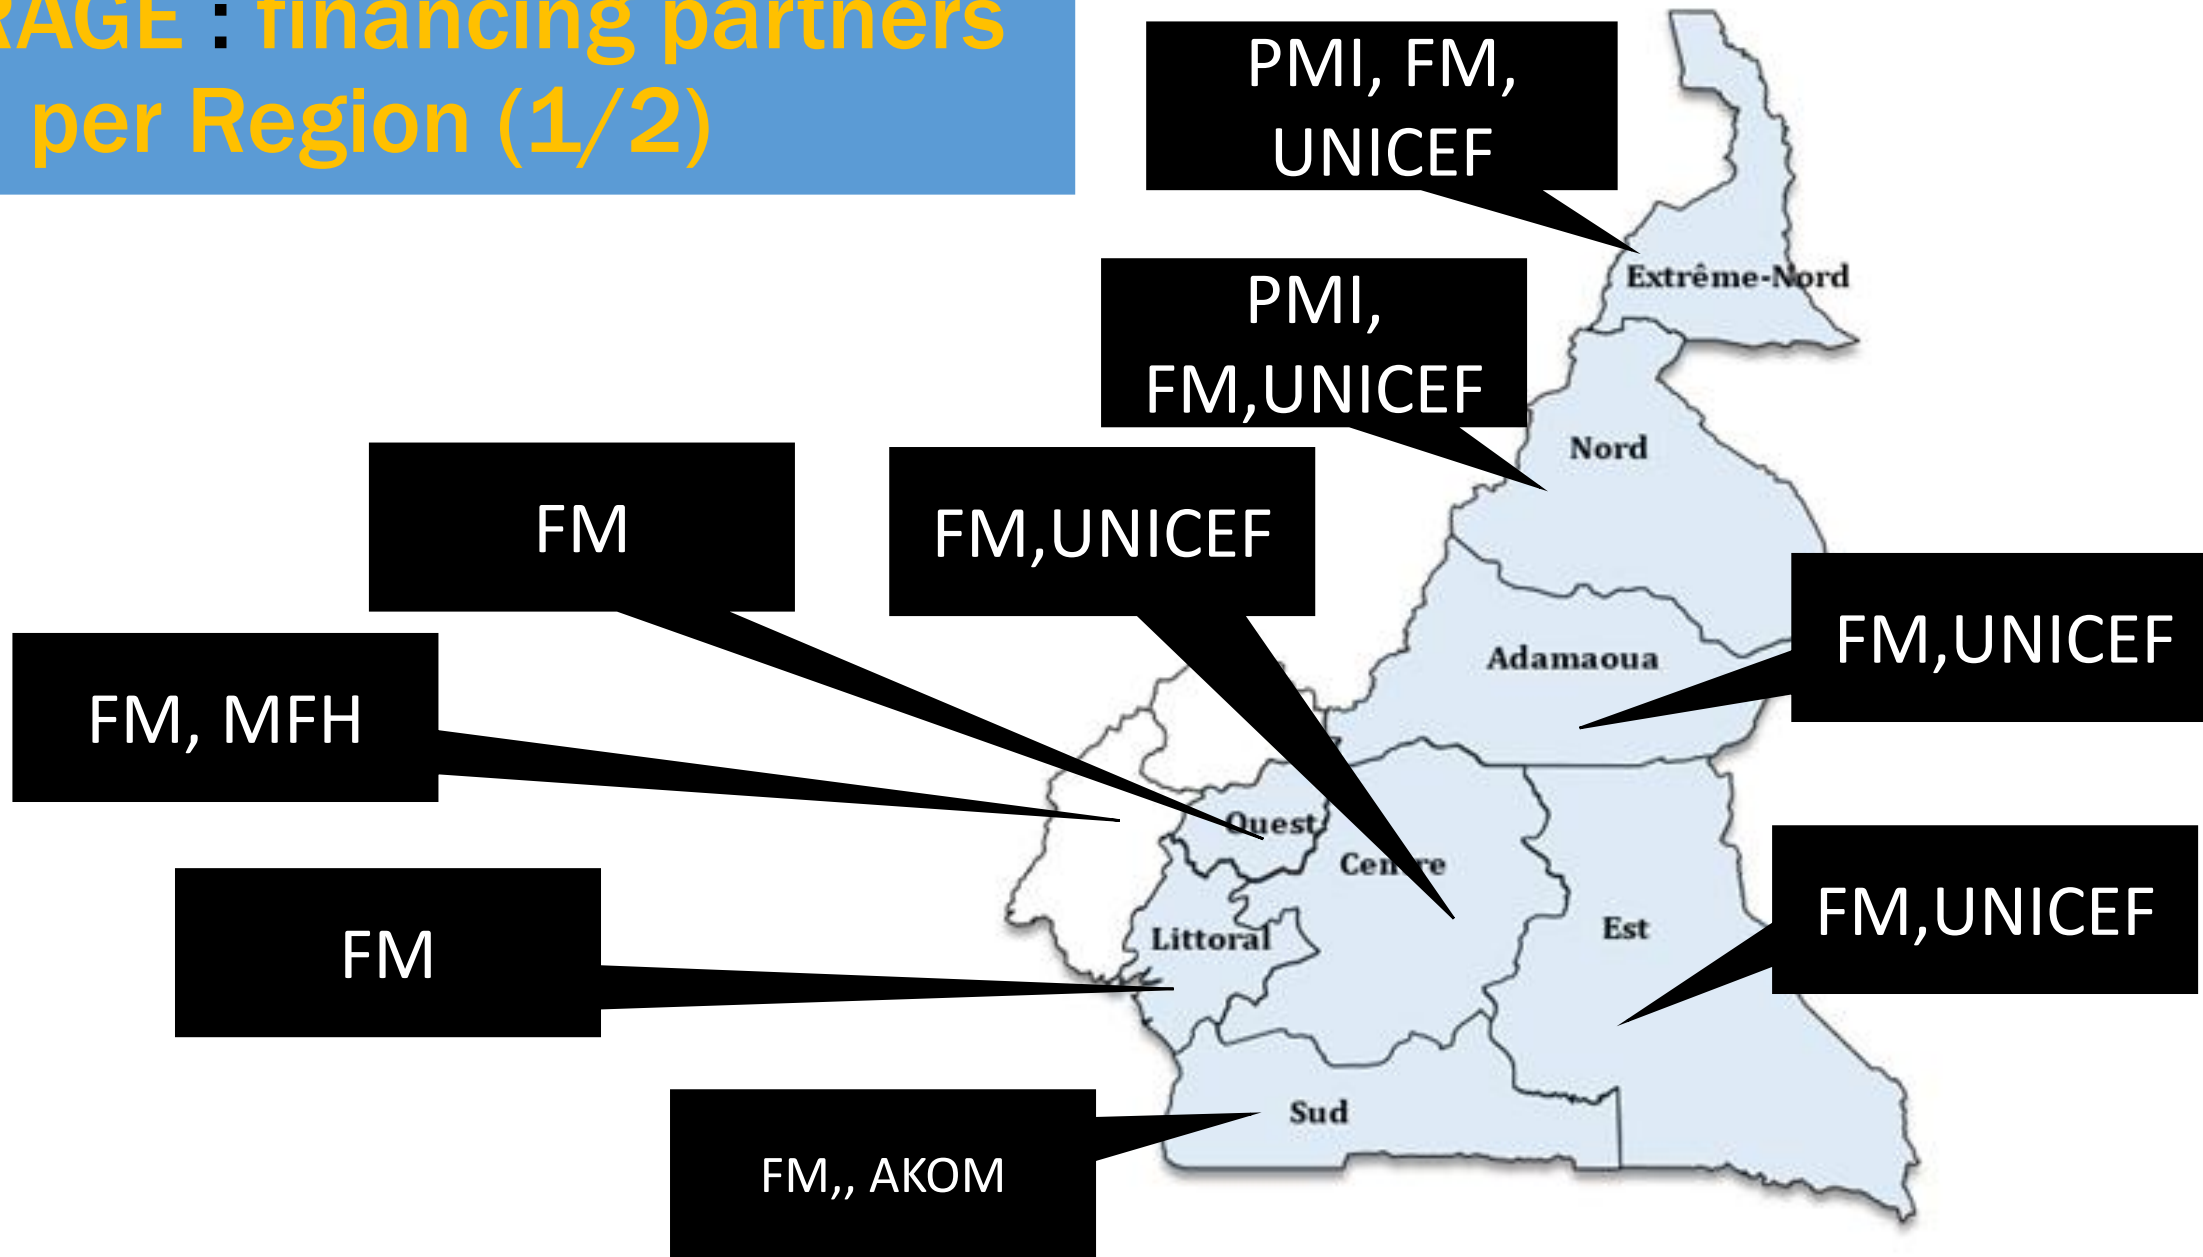 RAGE : financing partners
per Region (1/2)
PMI, FM,
UNICEF
Extrême-Nord
PMI,
FM,UNICEF
Nord
FM
FM,UNICEF
FM,UNICEF
Adamaoua
FM, MFH
Ouest
Centre
FM,UNICEF
FM
Littoral
Est
Sud
FM,, AKOM